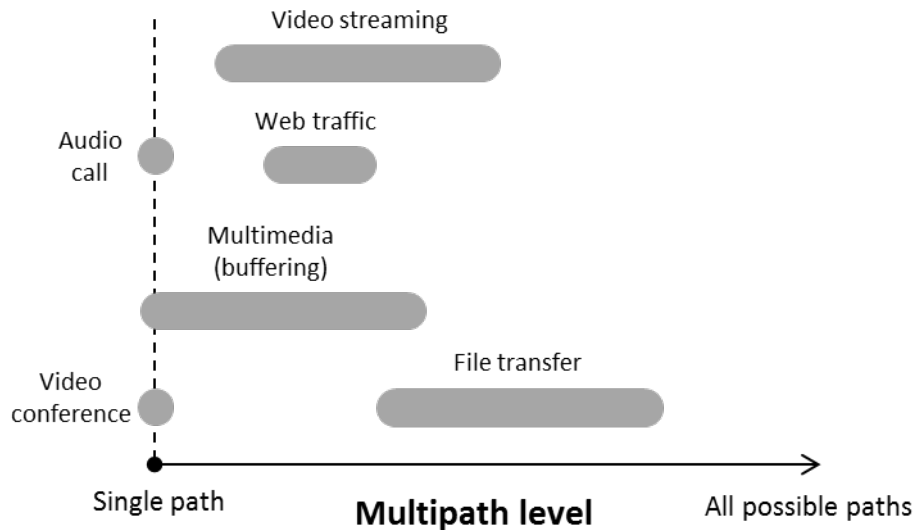 Video streaming
Web traffic
Audio
call
Multimedia
(buffering)
File transfer
Video
conference
Single path
Multipath level
All possible paths